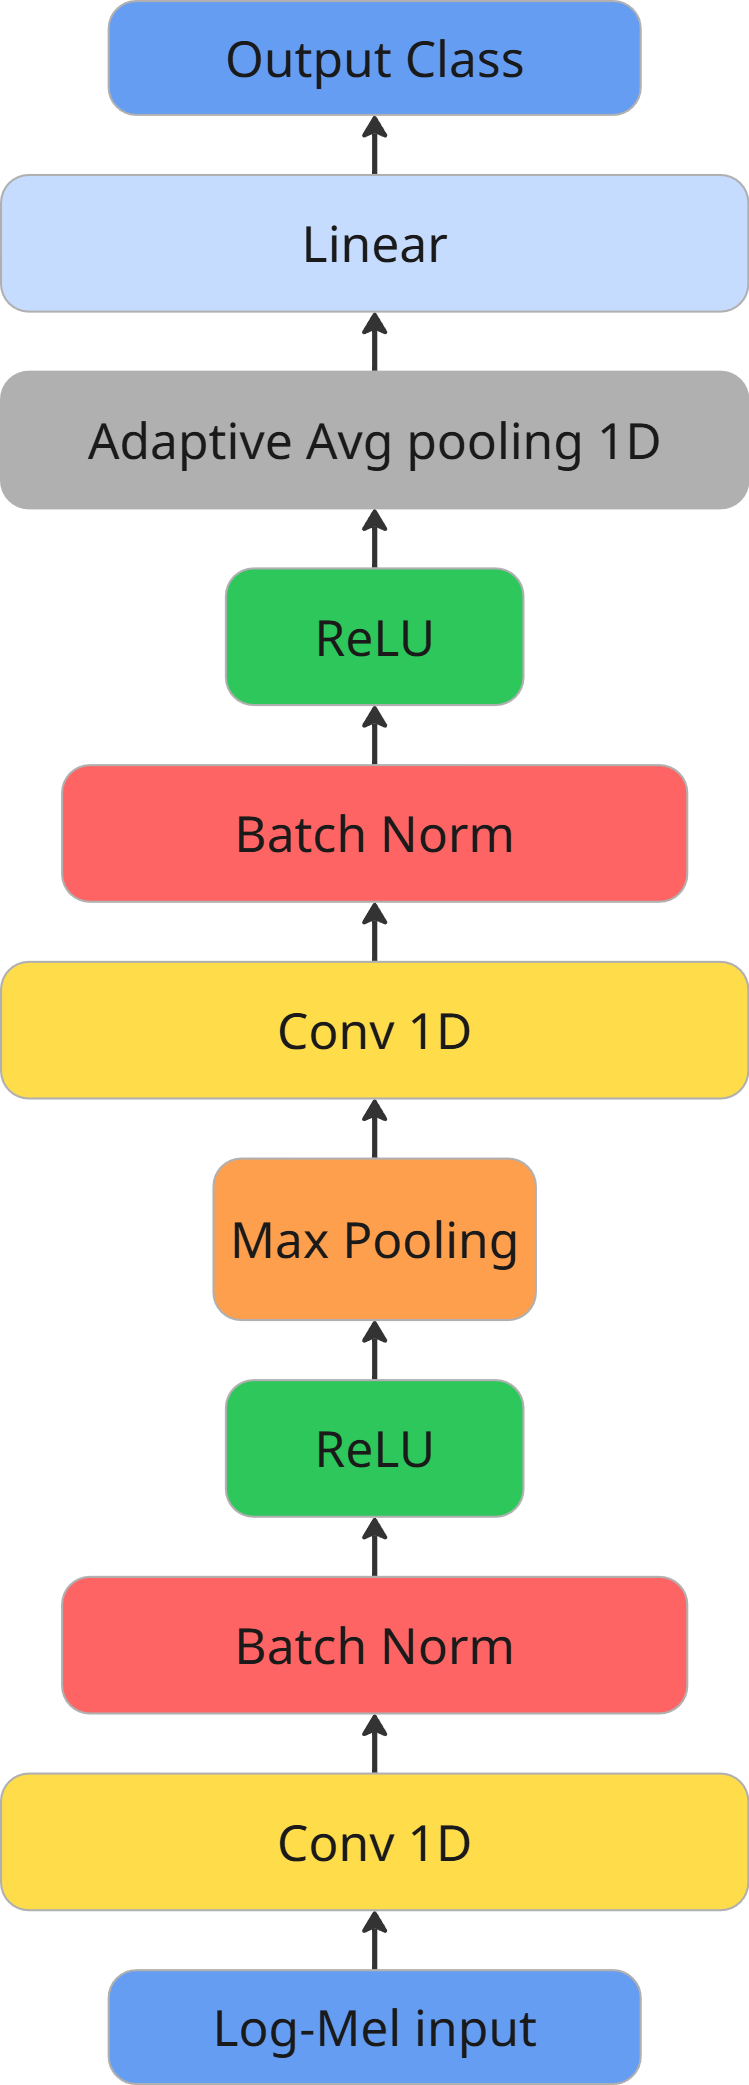 Output Class
Linear
Adaptive Avg pooling 1D
ReLU
Batch Norm
Conv 1D
Max Pooling
ReLU
Batch Norm
Conv 1D
Log-Mel input